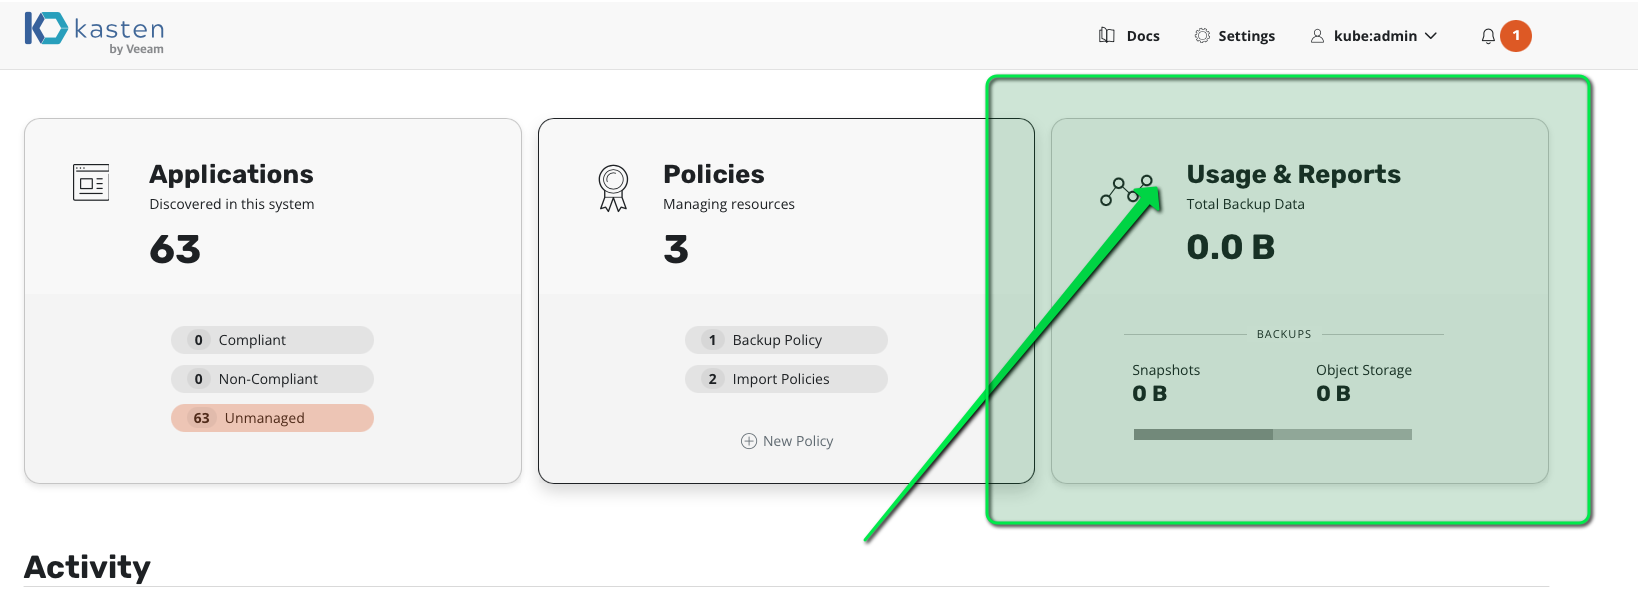 kasten
by Veeam
Docs
Settings
kube:admin
1
Applications
Discovered in this system
63
0 Compliant
0 Non-Compliant
63 Unmanaged
Policies
Managing resources
3
1 Backup Policy
2 Import Policies
New Policy
Usage & Reports
Total Backup Data
0.0 B
BACKUPS
Snapshots
0 B
Object Storage
0 B
Activity